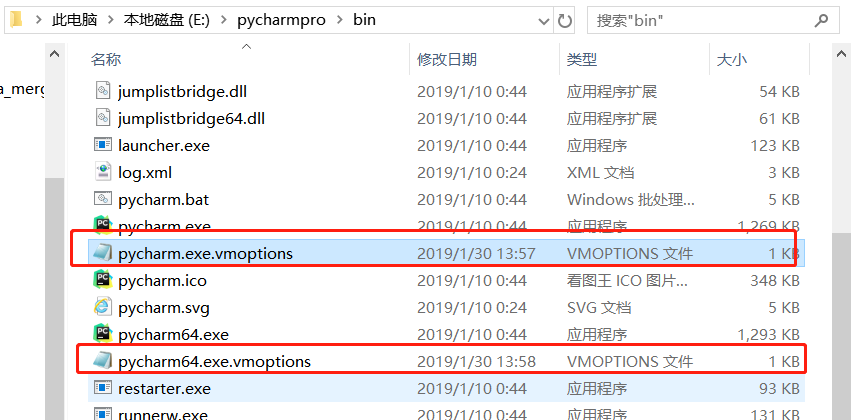 此电脑 > 本地磁盘 (E:) > pycharmpro > bin 搜索"bin"
名称 修改日期 类型 大小
a_merg
jumplistbridge.dll 2019/1/10 0:44 应用程序扩展 54 KB
jumplistbridge64.dll 2019/1/10 0:44 应用程序扩展 61 KB
launcher.exe 2019/1/10 0:44 应用程序 123 KB
log.xml 2019/1/10 0:24 XML 文档 3 KB
pycharm.bat 2019/1/10 0:44 Windows 批处理... 5 KB
pycharm.exe 2019/1/10 0:44 应用程序 1,269 KB
pycharm.exe.vmoptions 2019/1/30 13:57 VMOPTIONS 文件 1 KB
pycharm.ico 2019/1/10 0:44 看图王 ICO 图片... 348 KB
pycharm.svg 2019/1/10 0:24 SVG 文档 5 KB
pycharm64.exe 2019/1/10 0:44 应用程序 1,293 KB
pycharm64.exe.vmoptions 2019/1/30 13:58 VMOPTIONS 文件 1 KB
restarter.exe 2019/1/10 0:44 应用程序 93 KB
runnerw.exe 2019/1/10 0:44 应用程序 131 KB